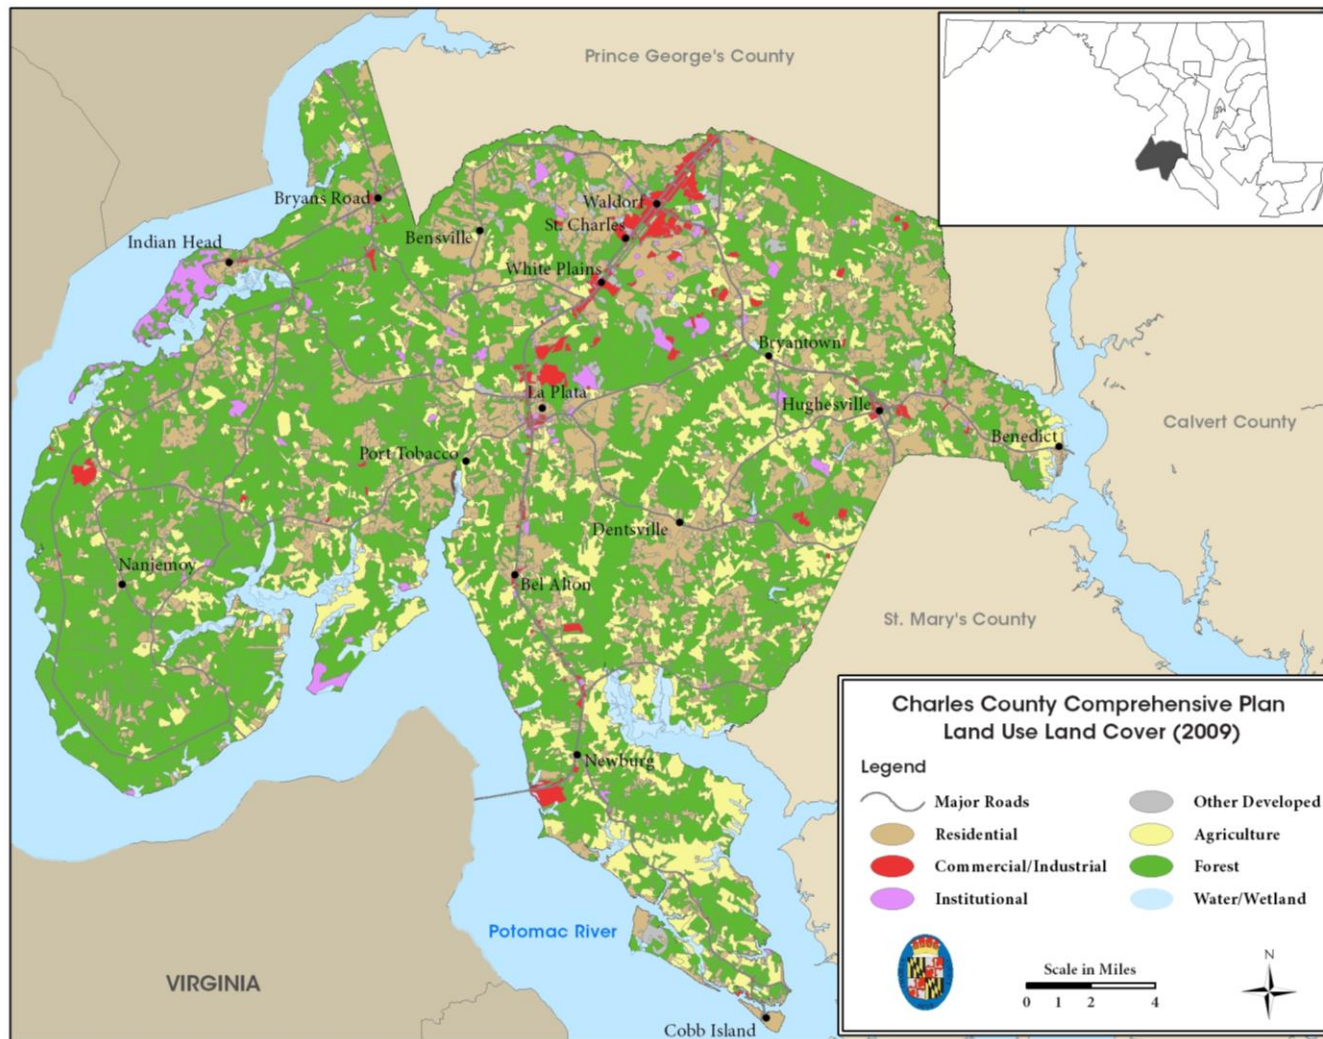 Prince George's County
Bryans Road
Waldorf
St. Charles
Bensville
Indian Head
White Plains
Bryantown
La Plata
Hughesville
Calvert County
Benedict
Port Tobacco
Dentsville
Nanjemoy
Bel Alton
St. Mary's County
Newburg
Potomac River
VIRGINIA
Cobb Island
Charles County Comprehensive Plan
Land Use Land Cover (2009)
Legend
Major Roads
Residential
Commercial/Industrial
Institutional
Other Developed
Agriculture
Forest
Water/Wetland
Scale in Miles
0 1 2 4
N